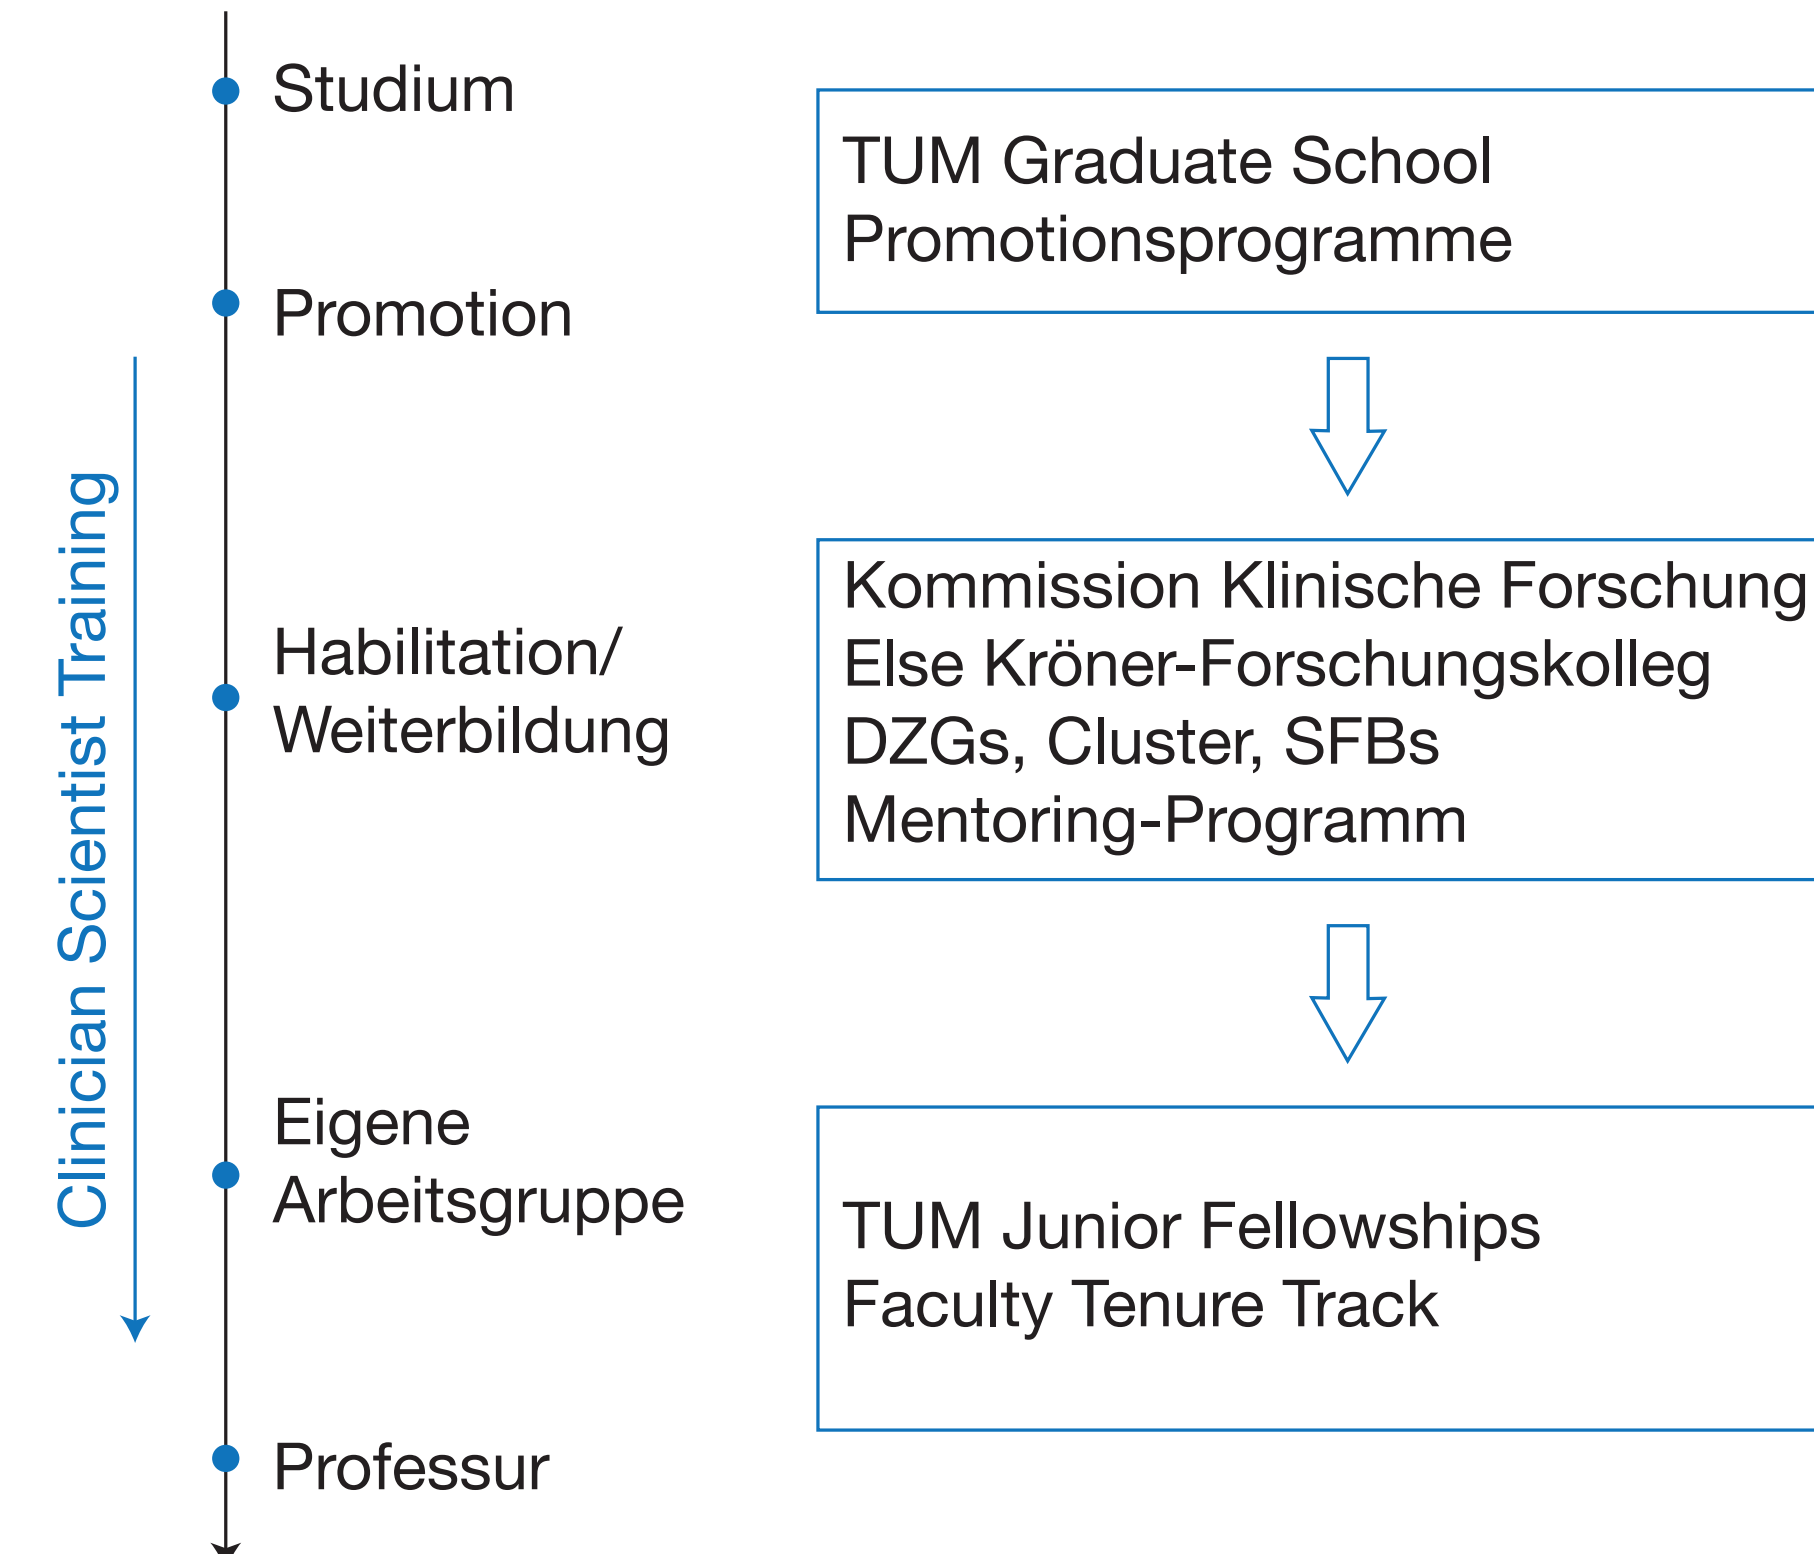 Clinician Scientist Training
Studium
Promotion
Habilitation/
Weiterbildung
Eigene
Arbeitsgruppe
Professur
TUM Graduate School
Promotionsprogramme
Kommission Klinische Forschung
Else Kröner-Forschungskolleg
DZGs, Cluster, SFBs
Mentoring-Programm
TUM Junior Fellowships
Faculty Tenure Track